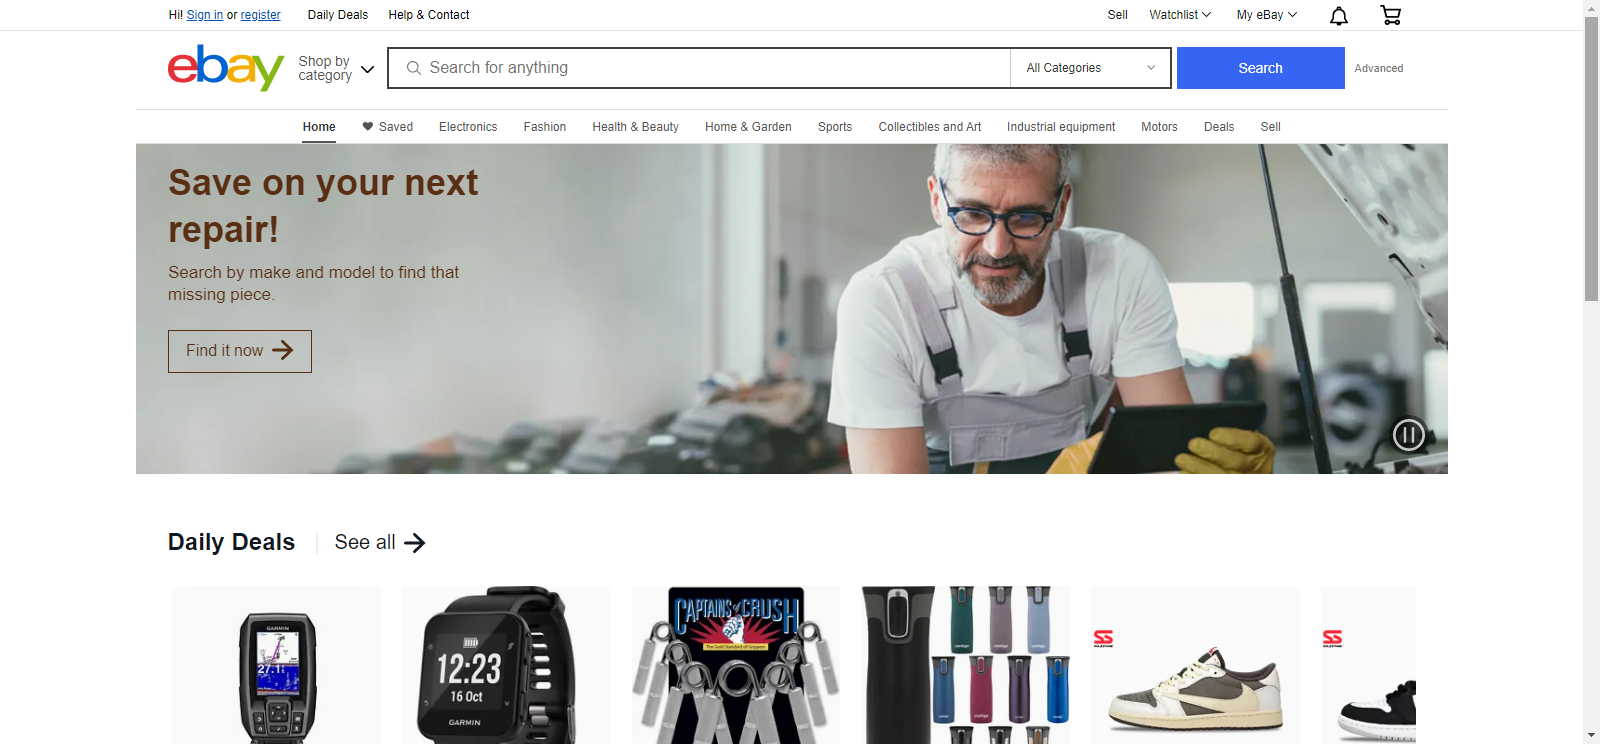 Hi! Sign in or register Daily Deals Help & Contact Sell Watchlist My eBay
ebay
Shop by
category
Search for anything
All Categories
Search
Advanced
Home Saved Electronics Fashion Health & Beauty Home & Garden Sports Collectibles and Art Industrial equipment Motors Deals Sell
Save on your next
repair!
Search by make and model to find that
missing piece.
Find it now
Daily Deals See all
GARMIN
27.1
12:23
16 Oct
GARMIN
CAPTAINS of CRUSH
The Gold Standard of Grippers
SS
SS